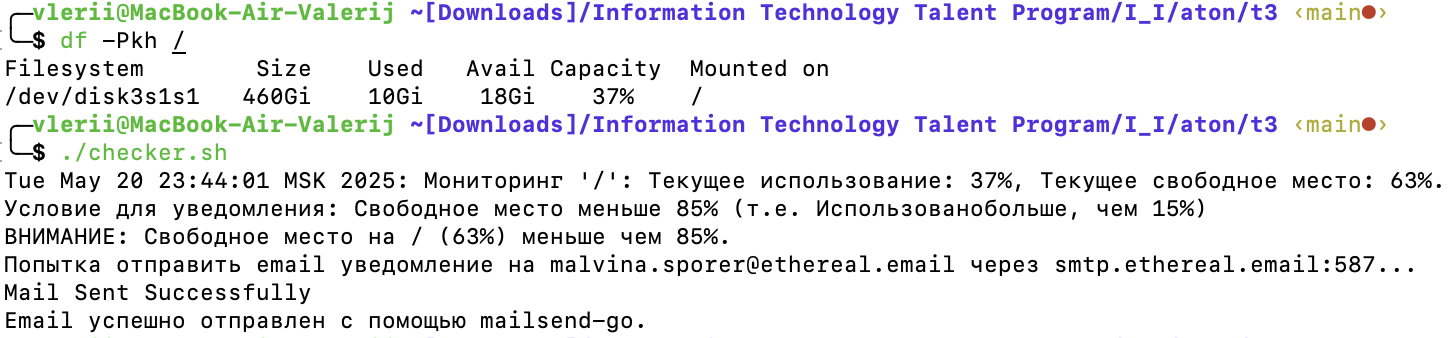 vlerii@MacBook-Air-Valerij ~[Downloads]/Information Technology Talent Program/I_I/aton/t3 ‹main●›
$ df -Pkh /
Filesystem        Size    Used   Avail Capacity  Mounted on
/dev/disk3s1s1   460Gi    10Gi    18Gi    37%    /
vlerii@MacBook-Air-Valerij ~[Downloads]/Information Technology Talent Program/I_I/aton/t3 ‹main●›
$ ./checker.sh
Tue May 20 23:44:01 MSK 2025: Мониторинг '/': Текущее использование: 37%, Текущее свободное место: 63%.
Условие для уведомления: Свободное место меньше 85% (т.е. Использованобольше, чем 15%)
ВНИМАНИЕ: Свободное место на / (63%) меньше чем 85%.
Попытка отправить email уведомление на malvina.sporer@ethereal.email через smtp.ethereal.email:587...
Mail Sent Successfully
Email успешно отправлен с помощью mailsend-go.